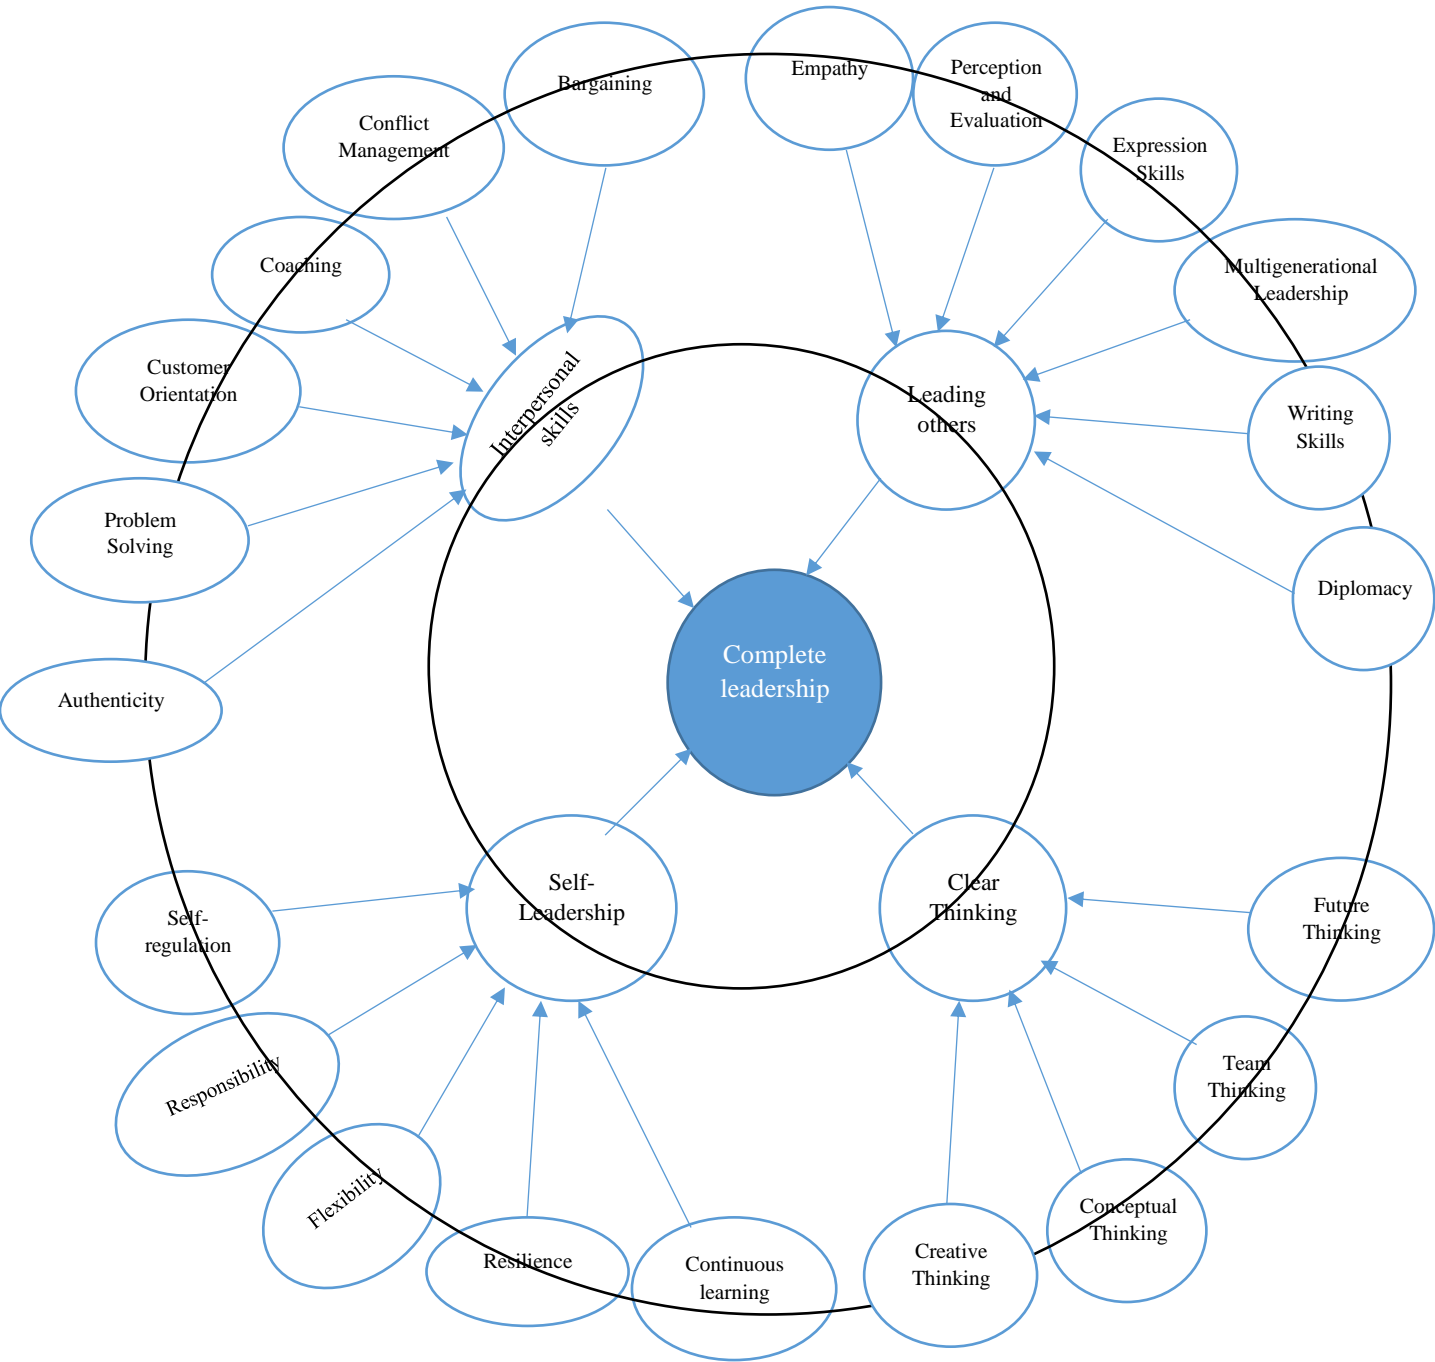 Empathy
Perception
and
Evaluation
Bargaining
Conflict
Management
Expression
Skills
Coaching
Multigenerational
Leadership
Customer
Orientation
Interpersonal
skills
Leading
others
Writing
Skills
Problem
Solving
Diplomacy
Complete
leadership
Authenticity
Self-
Leadership
Clear
Thinking
Self-
regulation
Future
Thinking
Responsibility
Team
Thinking
Flexibility
Conceptual
Thinking
Resilience
Continuous
learning
Creative
Thinking